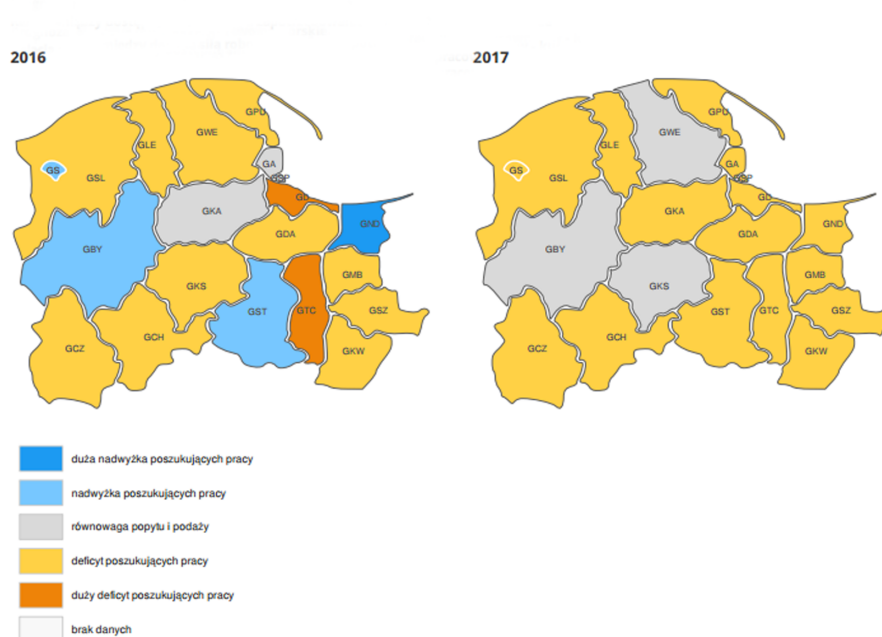 2016
2017
GPU
GWE
GLE
GA
GS
GSL
GSP
GD
GKA
GND
GDA
GBY
GMB
GKS
GST
GTC
GSZ
GCH
GCZ
GKW
GPU
GWE
GLE
GA
GS
GSL
GSP
GD
GKA
GND
GDA
GBY
GMB
GKS
GST
GTC
GSZ
GCH
GCZ
GKW
duża nadwyżka poszukujących pracy
nadwyżka poszukujących pracy
równowaga popytu i podaży
deficyt poszukujących pracy
duży deficyt poszukujących pracy
brak danych